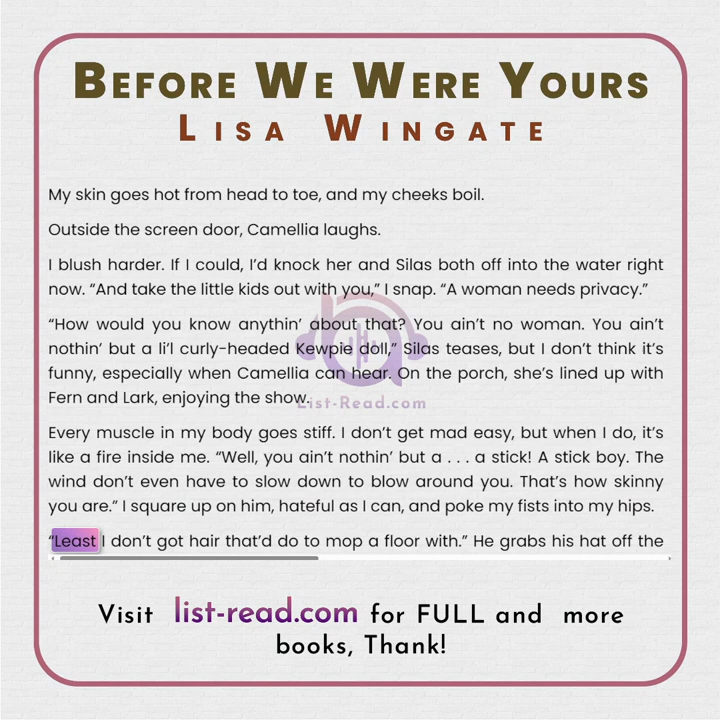 BEFORE WE WERE YOURS
LISA WINGATE
My skin goes hot from head to toe, and my cheeks boil.
Outside the screen door, Camellia laughs.
I blush harder. If I could, I’d knock her and Silas both off into the water right
now. “And take the little kids out with you,” I snap. “A woman needs privacy.”
“How would you know anythin’ about that? You ain’t no woman. You ain’t
nothin’ but a li’l curly-headed Kewpie doll,” Silas teases, but I don’t think it’s
funny, especially when Camellia can hear. On the porch, she’s lined up with
Fern and Lark, enjoying the show.
List-Read.com
Every muscle in my body goes stiff. I don’t get mad easy, but when I do, it’s
like a fire inside me. “Well, you ain’t nothin’ but a . . . a stick! A stick boy. The
wind don’t even have to slow down to blow around you. That’s how skinny
you are.” I square up on him, hateful as I can, and poke my fists into my hips.
“Least I don’t got hair that’d do to mop a floor with.” He grabs his hat off the
Visit list-read.com for FULL and more
books, Thank!